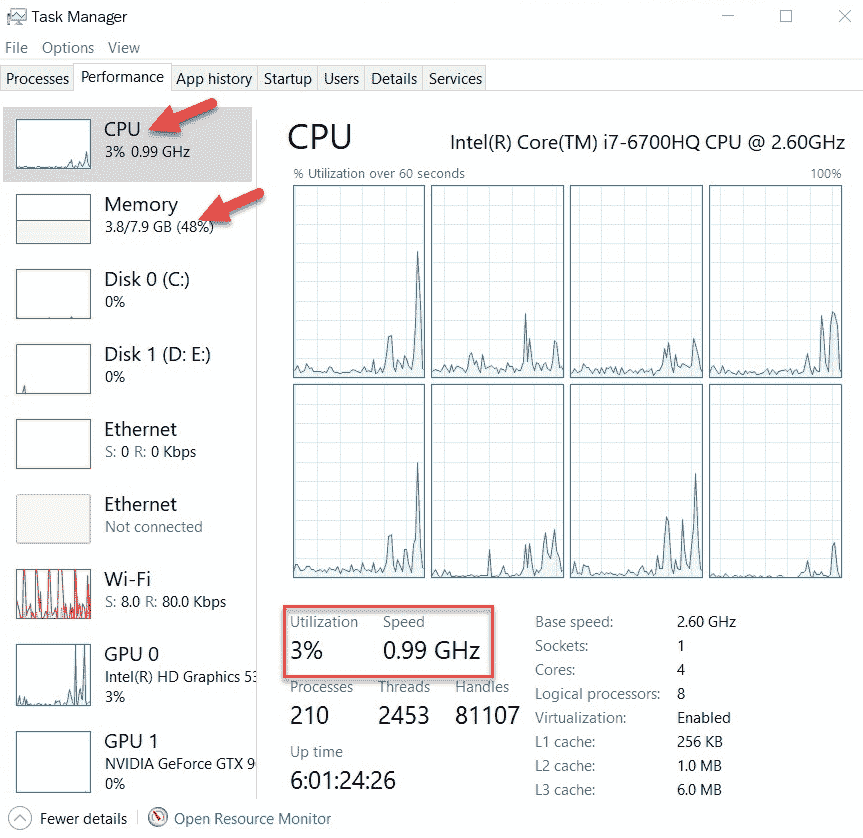 Task Manager
File Options View
Processes Performance App history Startup Users Details Services
CPU
3% 0.99 GHz
Memory
3.8/7.9 GB (48%)
Disk 0 (C:)
0%
Disk 1 (D: E:)
0%
Ethernet
S: 0 R: 0 Kbps
Ethernet
Not connected
Wi-Fi
S: 8.0 R: 80.0 Kbps
GPU 0
Intel(R) HD Graphics 53
3%
GPU 1
NVIDIA GeForce GTX 9
0%
CPU
Intel(R) Core(TM) i7-6700HQ CPU @ 2.60GHz
% Utilization over 60 seconds 100%
Utilization Speed
3% 0.99 GHz
Processes Threads Handles
210 2453 81107
Up time
6:01:24:26
Base speed: 2.60 GHz
Sockets: 1
Cores: 4
Logical processors: 8
Virtualization: Enabled
L1 cache: 256 KB
L2 cache: 1.0 MB
L3 cache: 6.0 MB
Fewer details Open Resource Monitor